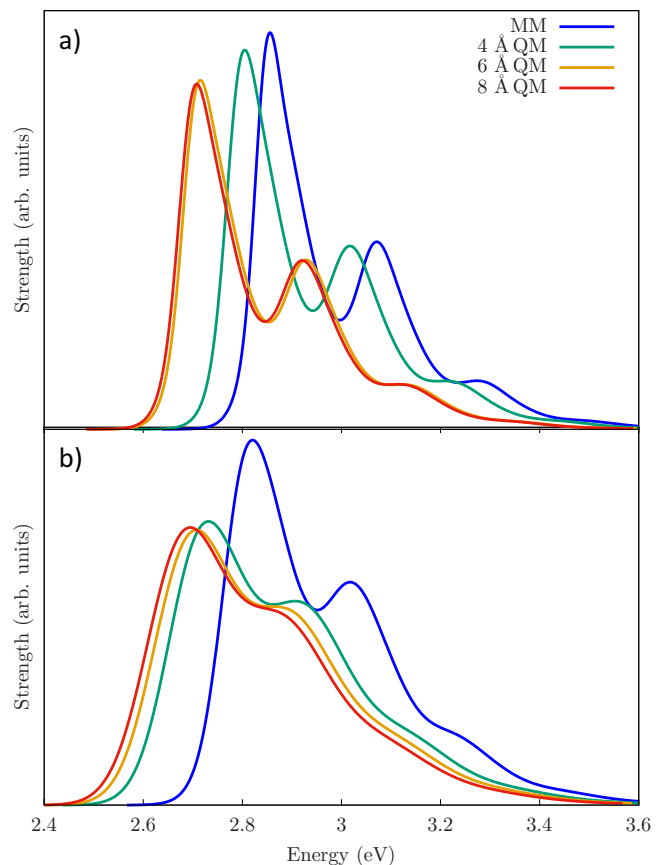 a)
MM
4 Å QM
6 Å QM
8 Å QM
Strength (arb. units)
b)
Strength (arb. units)
2.4 2.6 2.8 3 3.2 3.4 3.6
Energy (eV)